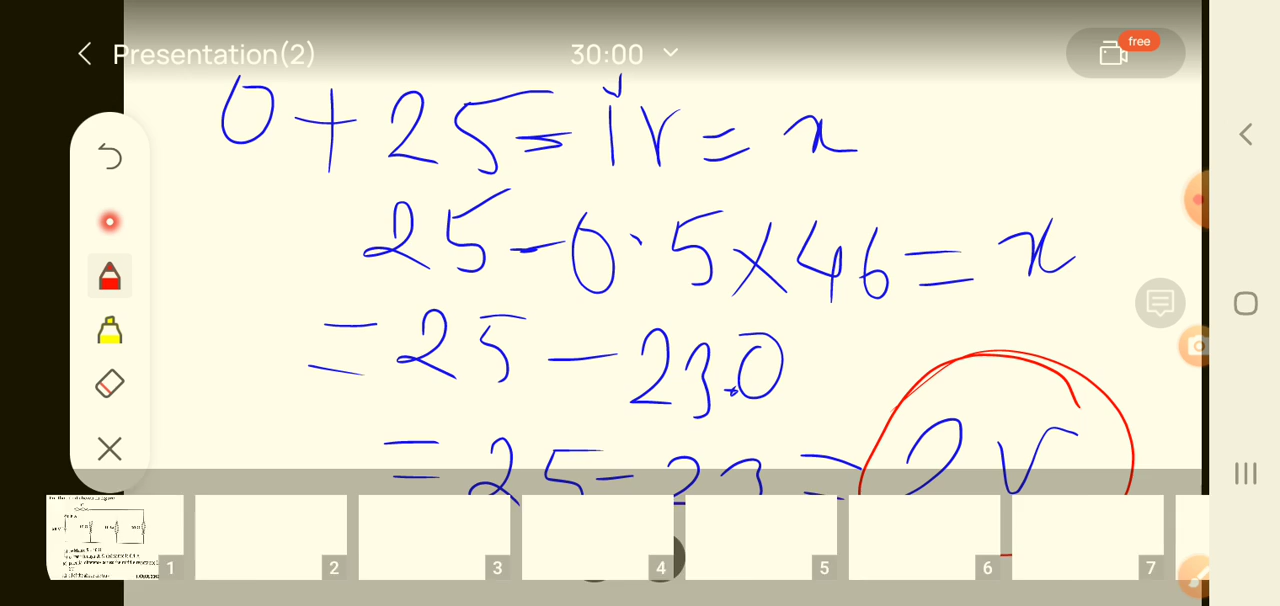 Presentation(2)
30:00
free
0 + 25 = iv = x
25 - 0.5 × 46 = x
= 25 - 23.0
= 25 - 23 = 2v
1
2
3
4
5
6
7